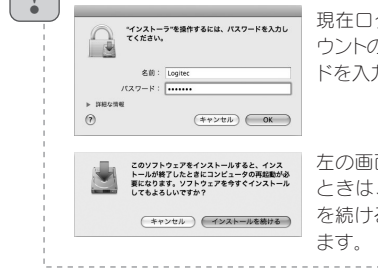 !
"インストーラ"を操作するには、パスワードを入力し
てください。
名前： Logitec
パスワード： •••••••
▶ 詳細な情報
?
キャンセル
OK
現在ログ
ウントの
ドを入力
このソフトウェアをインストールすると、インス
トールが終了したときにコンピュータの再起動が必
要になります。ソフトウェアを今すぐインストール
してもよろしいですか？
キャンセル
インストールを続ける
左の画面
ときは、
を続ける
ます。